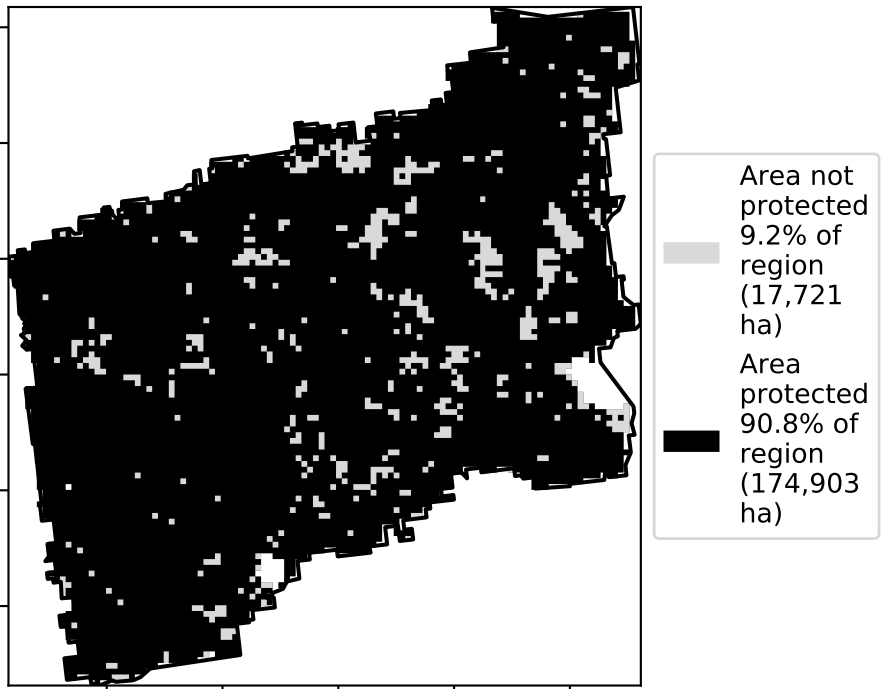 Area not
protected
9.2% of
region
(17,721
ha)
Area
protected
90.8% of
region
(174,903
ha)